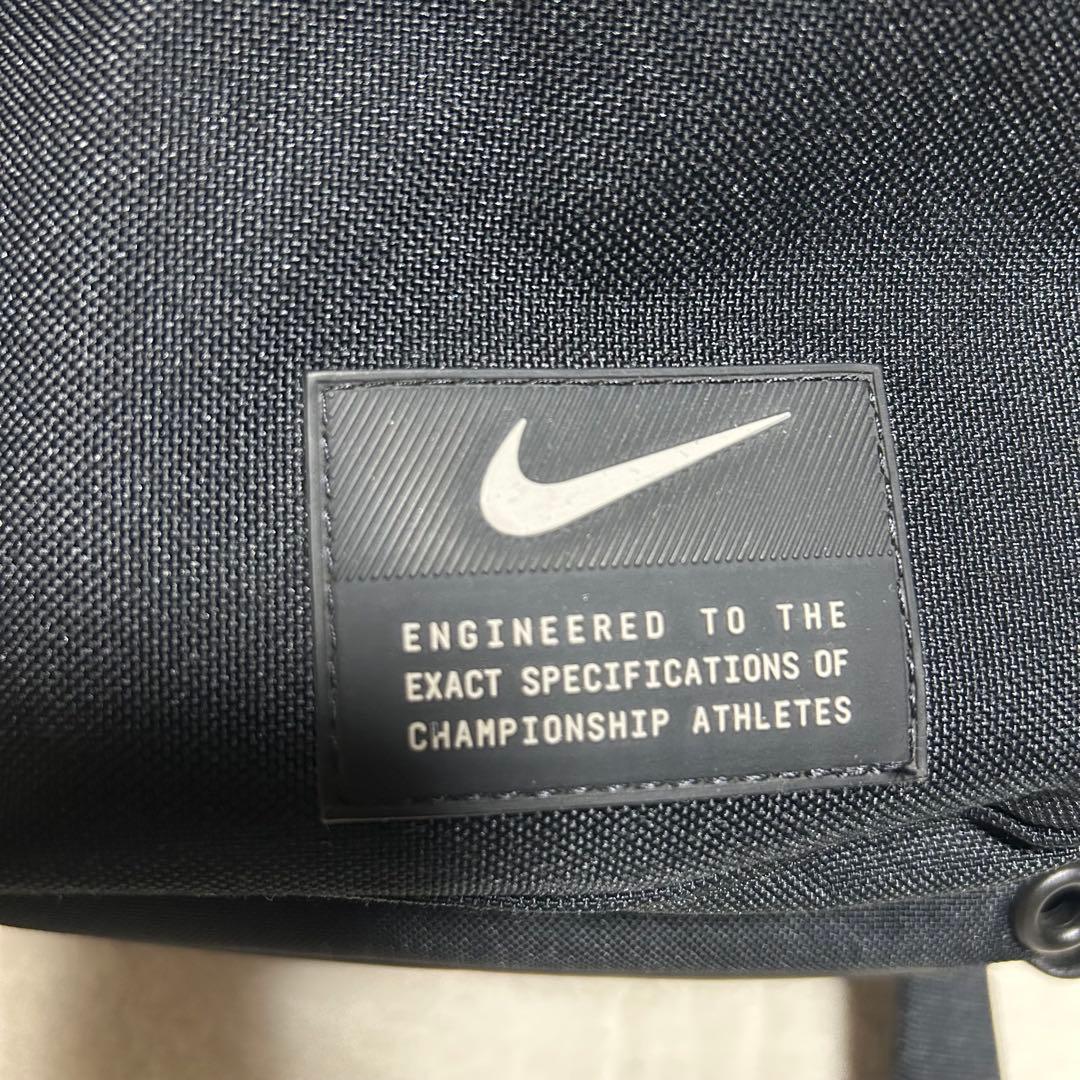 ENGINEERED TO THE
EXACT SPECIFICATIONS OF
CHAMPIONSHIP ATHLETES